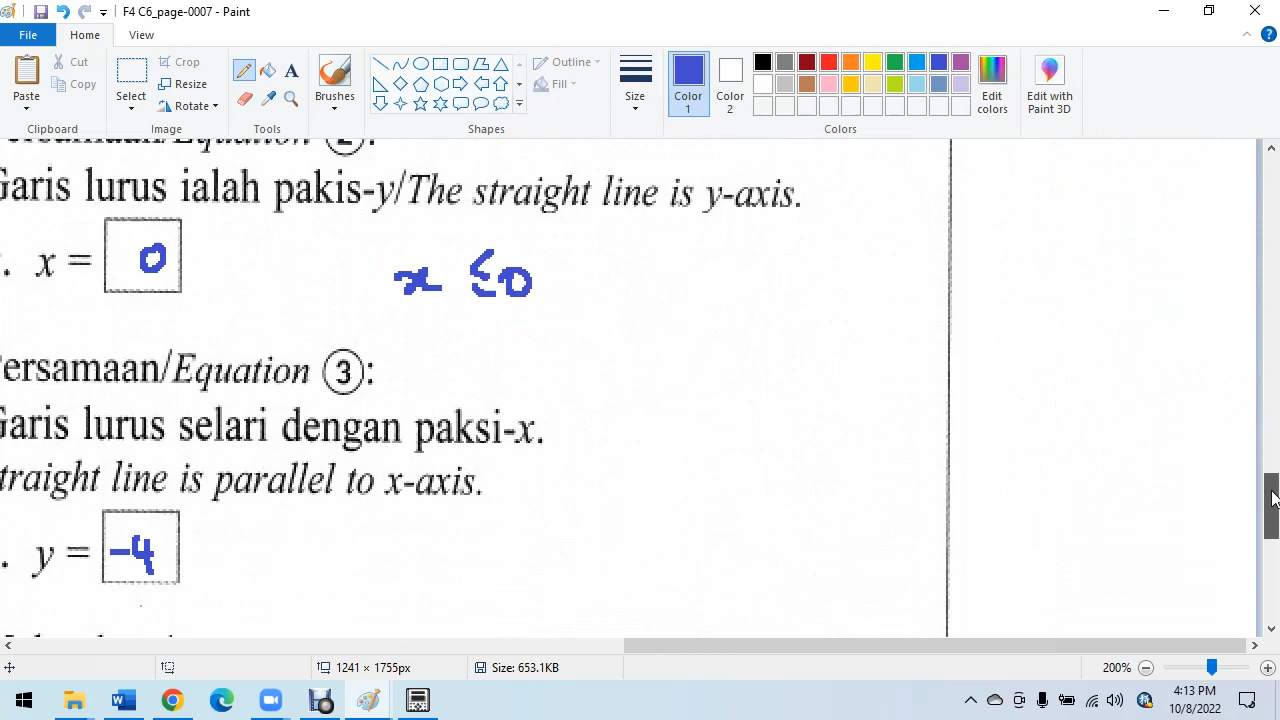 F4 C6_page-0007 - Paint
File Home View
Paste
Cut
Copy
Clipboard
Select
Crop
Resize
Rotate
Image
Tools
Brushes
Shapes
Outline
Fill
Size
Color 1
Color 2
Colors
Edit colors
Edit with Paint 3D
Garis lurus ialah pakis-y/The straight line is y-axis.
. x = 0
x ≤ 0
Persamaan/Equation ③:
Garis lurus selari dengan paksi-x.
traight line is parallel to x-axis.
. y = -4
1241 × 1755px
Size: 653.1KB
200%
4:13 PM
10/8/2022